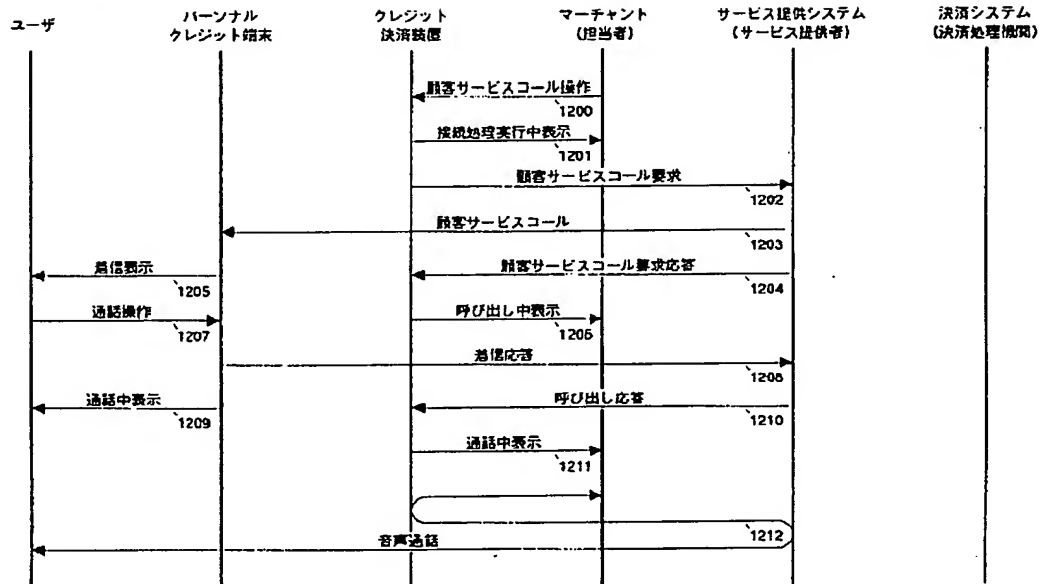 ユーザ
パーソナル
クレジット端末
クレジット
決済装置
マーチャント
(担当者)
サービス提供システム
(サービス提供者)
決済システム
(決済処理機関)
顧客サービスコール操作
1200
接続処理実行中表示
1201
顧客サービスコール要求
1202
顧客サービスコール
1203
着信表示
1205
顧客サービスコール要求応答
1204
通話操作
1207
呼び出し中表示
1206
着信応答
1208
通話中表示
1209
呼び出し応答
1210
通話中表示
1211
1212
音声通話